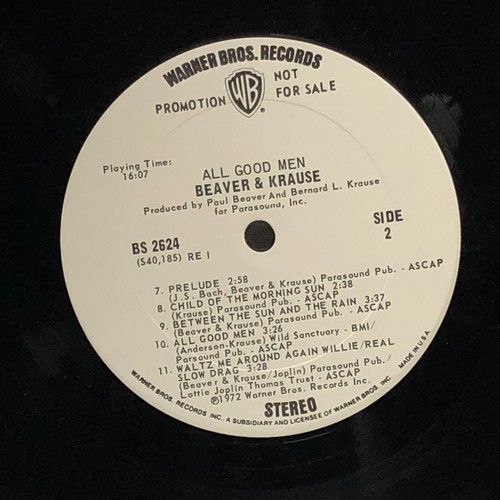 WARNER BROS. RECORDS
PROMOTION WB ® NOT FOR SALE
Playing Time:
16:07
ALL GOOD MEN
BEAVER & KRAUSE
Produced by Paul Beaver And Bernard L. Krause
for Parasound, Inc.
BS 2624
(S40,185) RE 1
SIDE
2
7. PRELUDE 2:58
(J.S. Bach, Beaver & Krause) Parasound Pub. - ASCAP
8. CHILD OF THE MORNING SUN 2:38
(Krause) Parasound Pub. - ASCAP
9. BETWEEN THE SUN AND THE RAIN 3:37
(Beaver & Krause) Parasound Pub. - ASCAP
10. ALL GOOD MEN 3:26
(Anderson-Krause) Wild Sanctuary - BMI/
Parsound Pub. - ASCAP
11. WALTZ ME AROUND AGAIN WILLIE/REAL
SLOW DRAG 3:28
(Beaver & Krause/Joplin) Parasound Pub./
Lottie Joplin Thomas Trust - ASCAP
℗1972 Warner Bros. Records Inc.
STEREO
WARNER BROS. RECORDS INC. A SUBSIDIARY AND LICENSEE OF WARNER BROS. INC. MADE IN U.S.A.